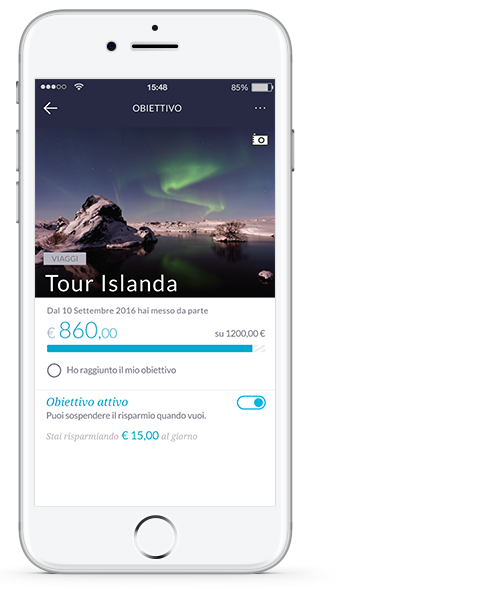 15:48
85%
OBIETTIVO
VIAGGI
Tour Islanda
Dal 10 Settembre 2016 hai messo da parte
€ 860,00
su 1200,00 €
Ho raggiunto il mio obiettivo
Obiettivo attivo
Puoi sospendere il risparmio quando vuoi.
Stai risparmiando € 15,00 al giorno